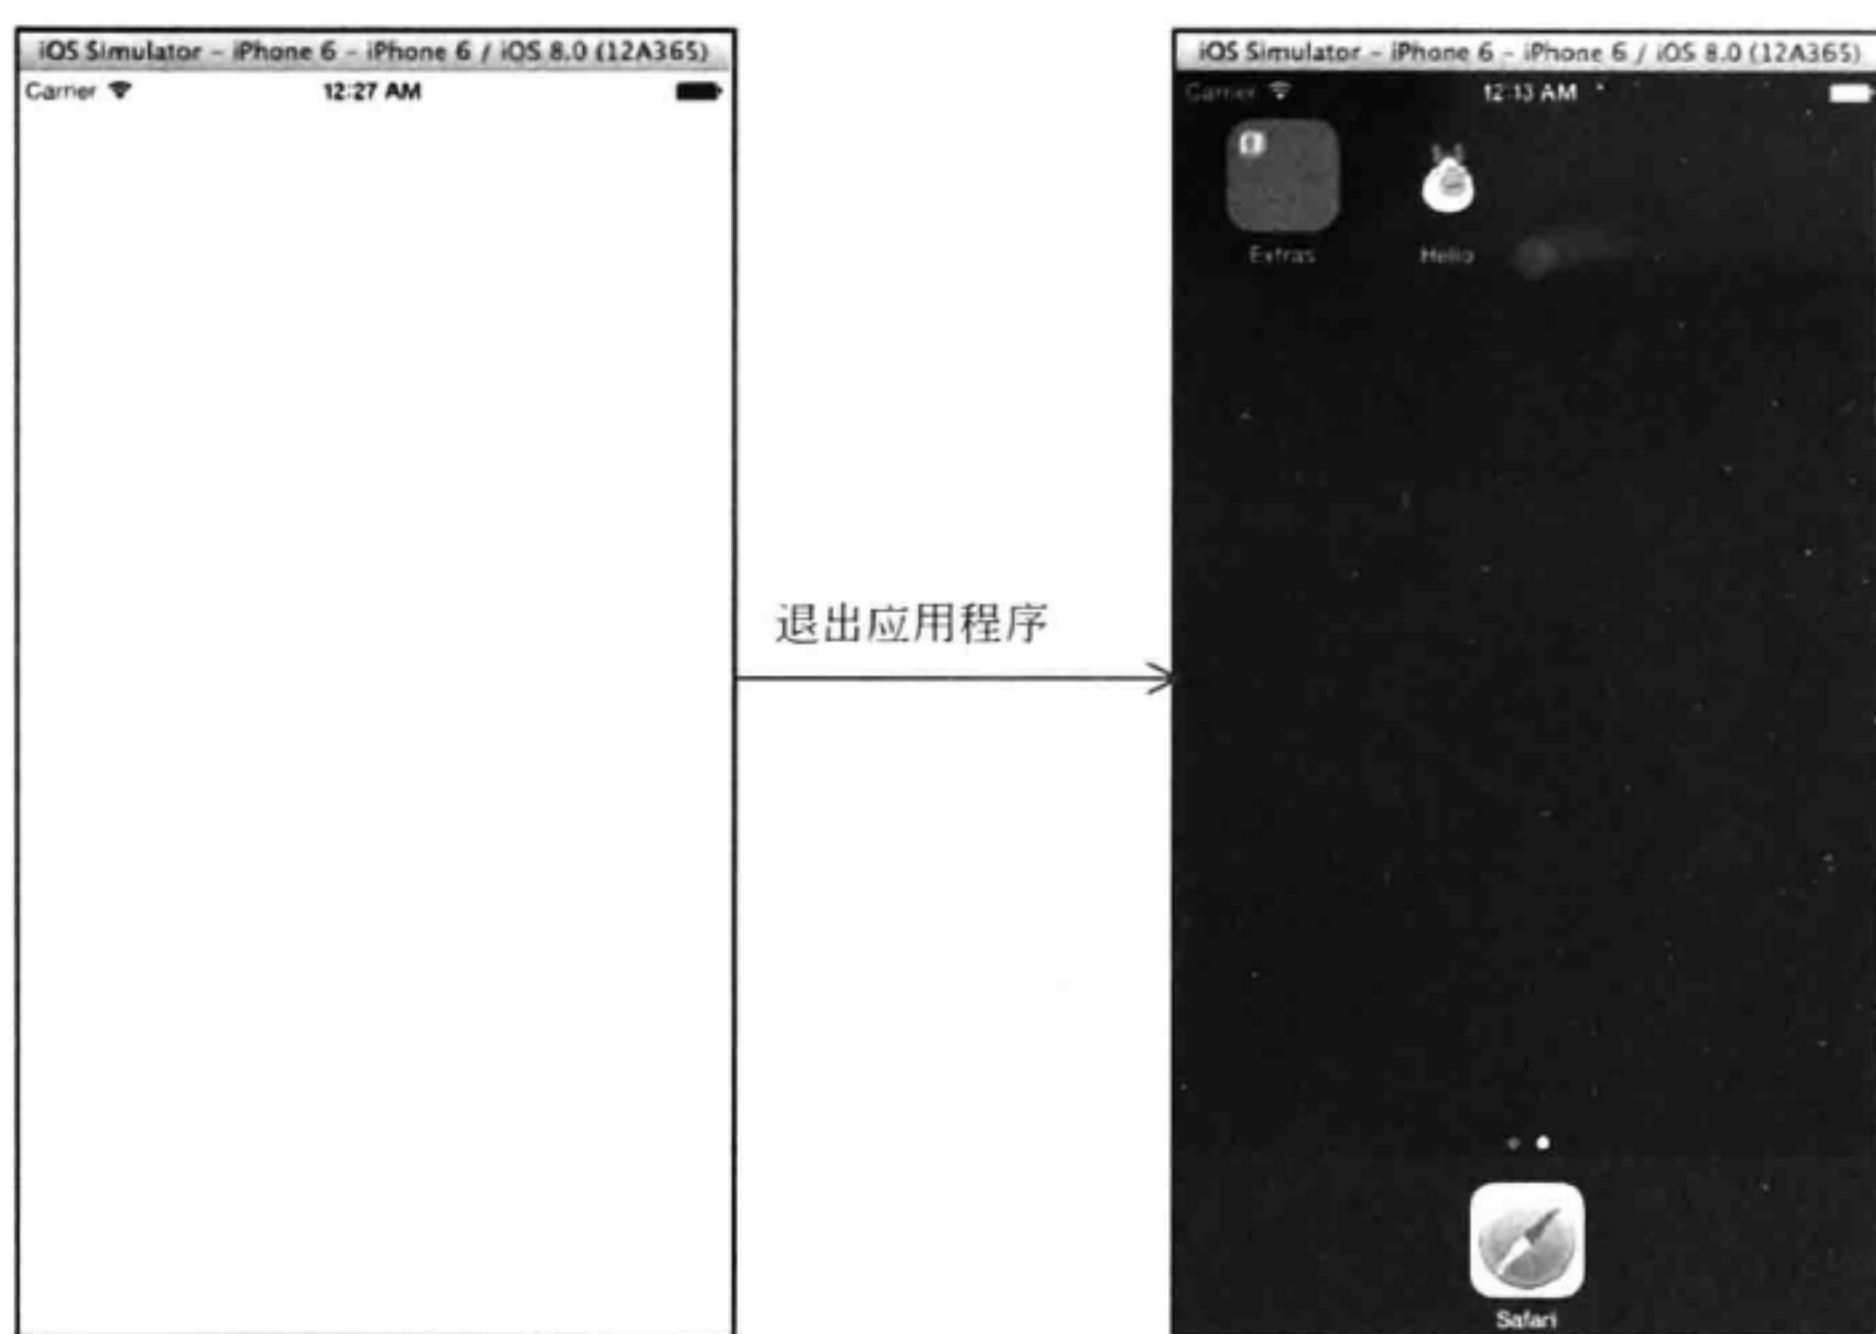 iOS Simulator – iPhone 6 – iPhone 6 / iOS 8.0 (12A365)
Carrier
12:27 AM
退出应用程序
iOS Simulator – iPhone 6 – iPhone 6 / iOS 8.0 (12A365)
Carrier
12:13 AM
Extras
Hello
Safari